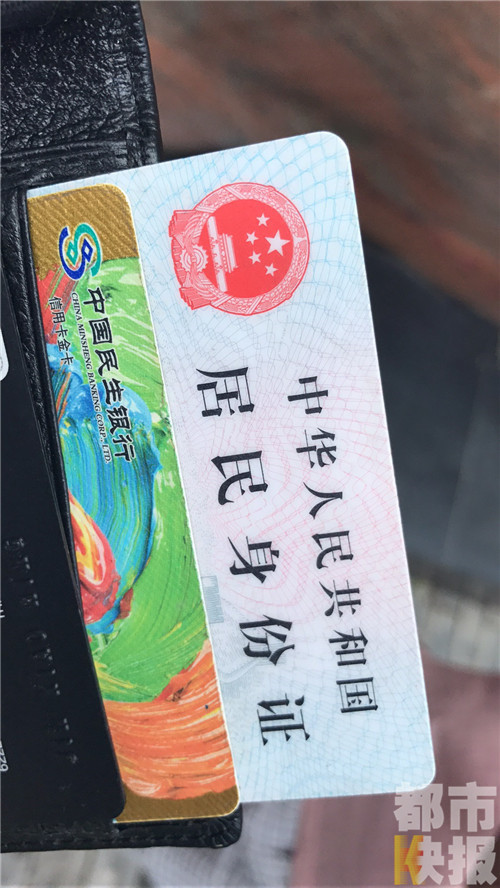 中华人民共和国
居民身份证
中国民生银行
CHINA MINSHENG BANKING CORP., LTD.
信用卡金卡
都市
快报